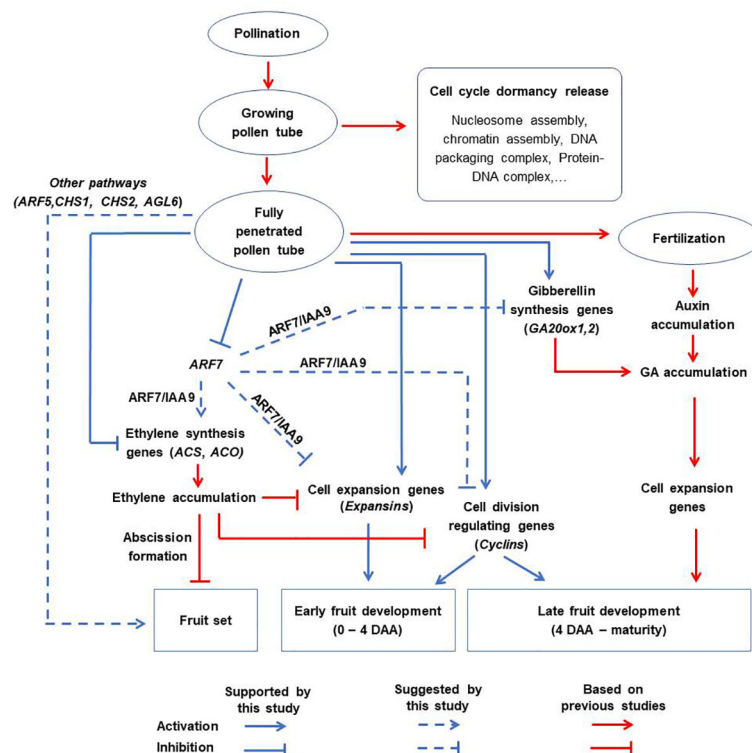 Pollination
Growing
pollen tube
Cell cycle dormancy release
Nucleosome assembly,
chromatin assembly, DNA
packaging complex, Protein-
DNA complex,...
Other pathways
(ARF5,CHS1, CHS2, AGL6)
Fully
penetrated
pollen tube
Fertilization
Gibberellin
synthesis genes
(GA20ox1,2)
Auxin
accumulation
ARF7/IAA9
ARF7
ARF7/IAA9
GA accumulation
ARF7/IAA9
ARF7/IAA9
Ethylene synthesis
genes (ACS, ACO)
Ethylene accumulation
Cell expansion genes
(Expansins)
Cell division
regulating genes
(Cyclins)
Cell expansion
genes
Abscission
formation
Fruit set
Early fruit development
(0 – 4 DAA)
Late fruit development
(4 DAA – maturity)
Supported by
this study
Suggested by
this study
Based on
previous studies
Activation
Inhibition